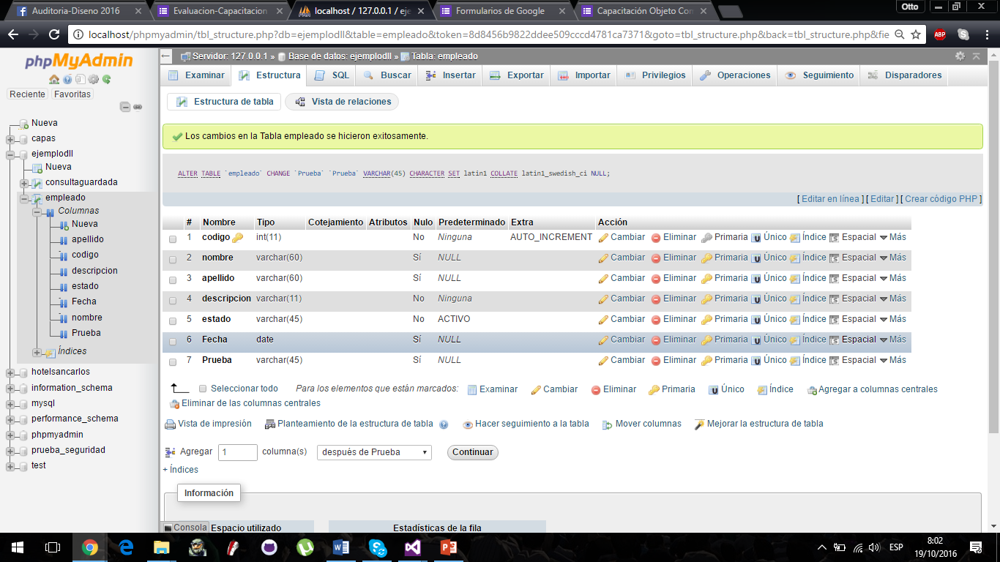 Auditoria-Diseno 2016
Evaluacion-Capacitacion
localhost / 127.0.0.1 / eje
Formularios de Google
Capacitación Objeto Con
Otto
localhost/phpmyadmin/tbl_structure.php?db=ejemplodll&table=empleado&token=8d8456b9822ddee509cccd4781ca7371&goto=tbl_structure.php&back=tbl_structure.php&fie
ABP
phpMyAdmin
Reciente Favoritas
Nueva
capas
ejemplodll
Nueva
consultaguardada
empleado
Columnas
Nueva
apellido
codigo
descripcion
estado
Fecha
nombre
Prueba
Índices
hotelsancarlos
information_schema
mysql
performance_schema
phpmyadmin
prueba_seguridad
test
Servidor: 127.0.0.1 » Base de datos: ejemplodll » Tabla: empleado
Examinar Estructura SQL Buscar Insertar Exportar Importar Privilegios Operaciones Seguimiento Disparadores
Estructura de tabla Vista de relaciones
Los cambios en la Tabla empleado se hicieron exitosamente.
ALTER TABLE `empleado` CHANGE `Prueba` `Prueba` VARCHAR(45) CHARACTER SET latin1 COLLATE latin1_swedish_ci NULL;
[ Editar en línea ] [ Editar ] [ Crear código PHP ]
# Nombre Tipo Cotejamiento Atributos Nulo Predeterminado Extra Acción
1 codigo int(11) No Ninguna AUTO_INCREMENT Cambiar Eliminar Primaria Único Índice Espacial Más
2 nombre varchar(60) Sí NULL Cambiar Eliminar Primaria Único Índice Espacial Más
3 apellido varchar(60) Sí NULL Cambiar Eliminar Primaria Único Índice Espacial Más
4 descripcion varchar(11) No Ninguna Cambiar Eliminar Primaria Único Índice Espacial Más
5 estado varchar(45) No ACTIVO Cambiar Eliminar Primaria Único Índice Espacial Más
6 Fecha date Sí NULL Cambiar Eliminar Primaria Único Índice Espacial Más
7 Prueba varchar(45) Sí NULL Cambiar Eliminar Primaria Único Índice Espacial Más
Seleccionar todo Para los elementos que están marcados: Examinar Cambiar Eliminar Primaria Único Índice Agregar a columnas centrales
Eliminar de las columnas centrales
Vista de impresión Planteamiento de la estructura de tabla Hacer seguimiento a la tabla Mover columnas Mejorar la estructura de tabla
Agregar 1 columna(s) después de Prueba Continuar
+ Índices
Información
Consola Espacio utilizado Estadísticas de la fila
ESP
8:02
19/10/2016